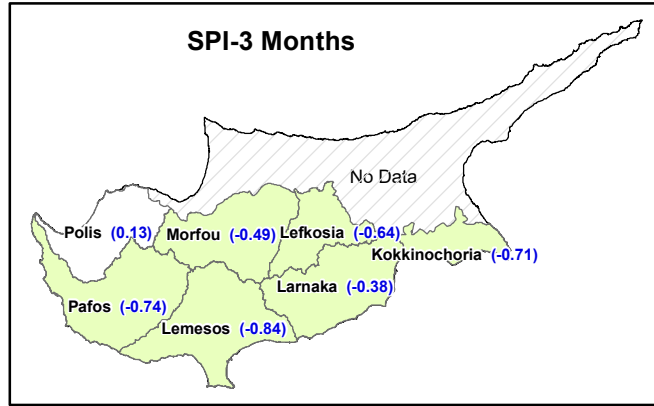 SPI-3 Months
No Data
Polis (0.13)
Morfou (-0.49)
Lefkosia (-0.64)
Kokkinochoria (-0.71)
Larnaka (-0.38)
Pafos (-0.74)
Lemesos (-0.84)